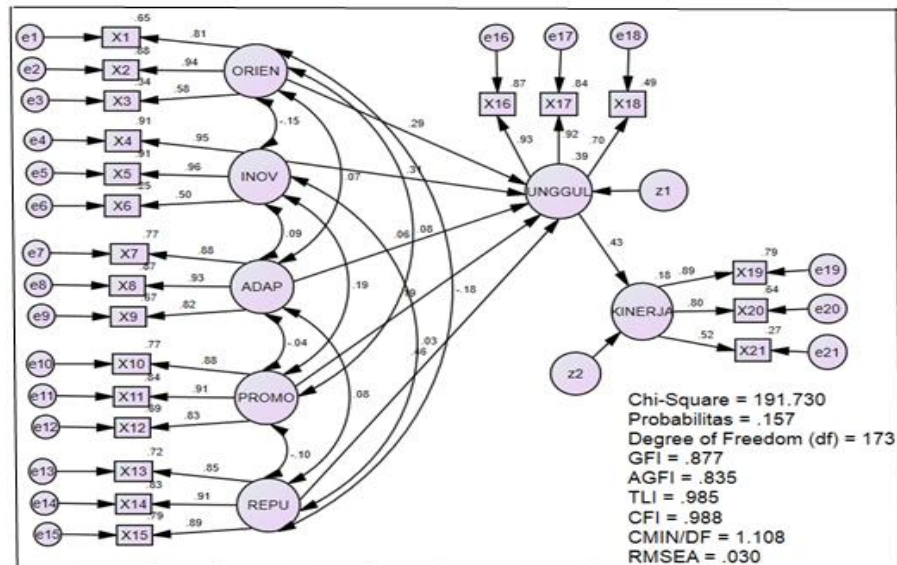 .65
e1 X1 .81
.88
e2 X2 .94
.34
e3 X3 .58
ORIEN
-.15
.91
e4 X4 .95
.91
e5 X5 .96
.25
e6 X6 .50
INOV
.09
.07
.77
e7 X7 .88
.87
e8 X8 .93
.67
e9 X9 .82
ADAP
-.04
.19
.77
e10 X10 .88
.84
e11 X11 .91
.69
e12 X12 .83
PROMO
-.10
.08
.72
e13 X13 .85
.83
e14 X14 .91
.79
e15 X15 .89
REPU
.29
.31
.06
.08
-.18
.03
.46
e16 e17 e18
.87 .84 .49
X16 X17 X18
.93 .92 .70
.39
UNGGUL
z1
.43
.18
KINERJA
z2
.79
.89 X19 e19
.64
.80 X20 e20
.27
.52 X21 e21
Chi-Square = 191.730
Probabilitas = .157
Degree of Freedom (df) = 173
GFI = .877
AGFI = .835
TLI = .985
CFI = .988
CMIN/DF = 1.108
RMSEA = .030